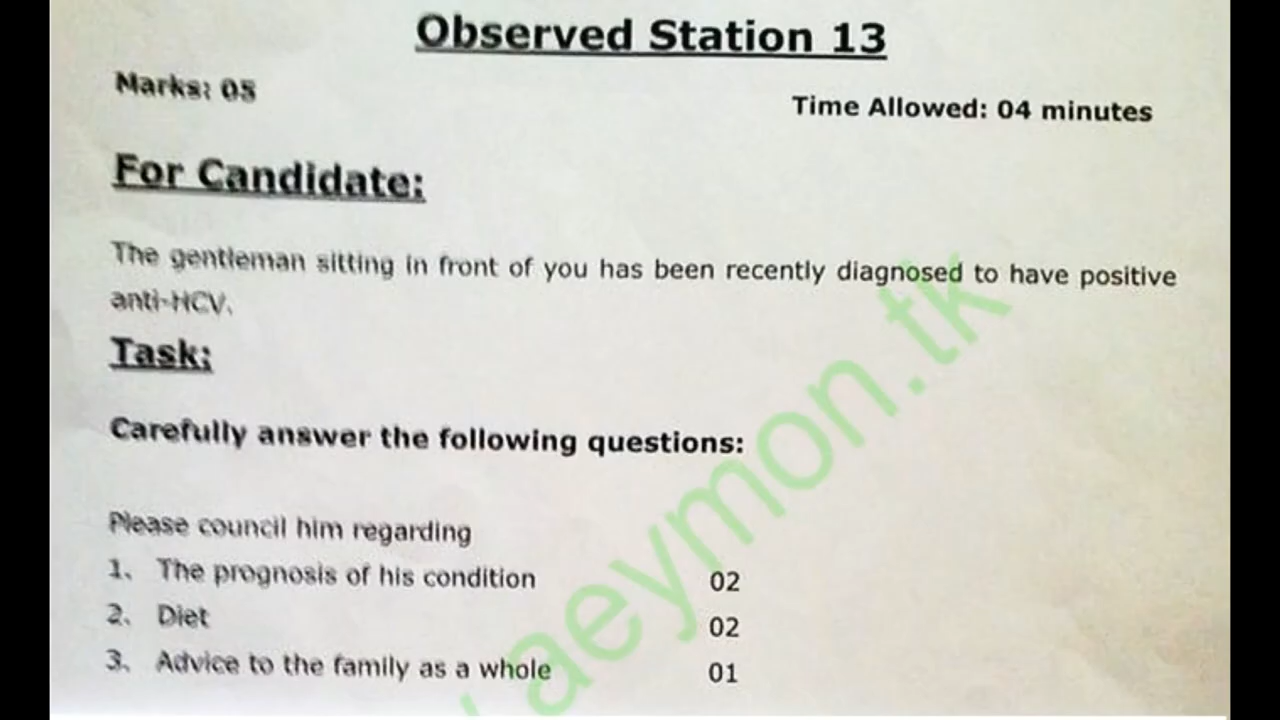 Observed Station 13
Marks: 05
Time Allowed: 04 minutes
For Candidate:
The gentleman sitting in front of you has been recently diagnosed to have positive
anti-HCV.
Task:
Carefully answer the following questions:
Please council him regarding
1. The prognosis of his condition 02
2. Diet 02
3. Advice to the family as a whole 01
aeymon.tk